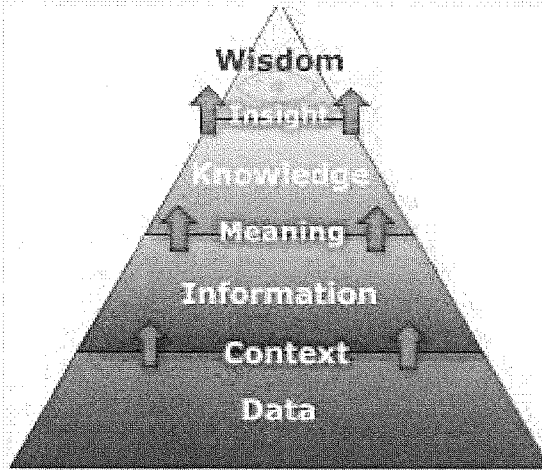 Wisdom
Insight
Knowledge
Meaning
Information
Context
Data